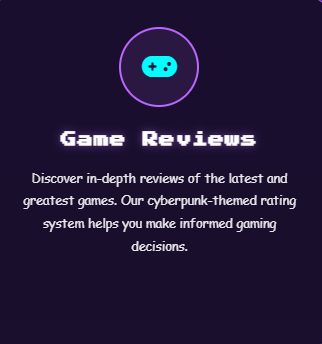 Game Reviews
Discover in-depth reviews of the latest and
greatest games. Our cyberpunk-themed rating
system helps you make informed gaming
decisions.